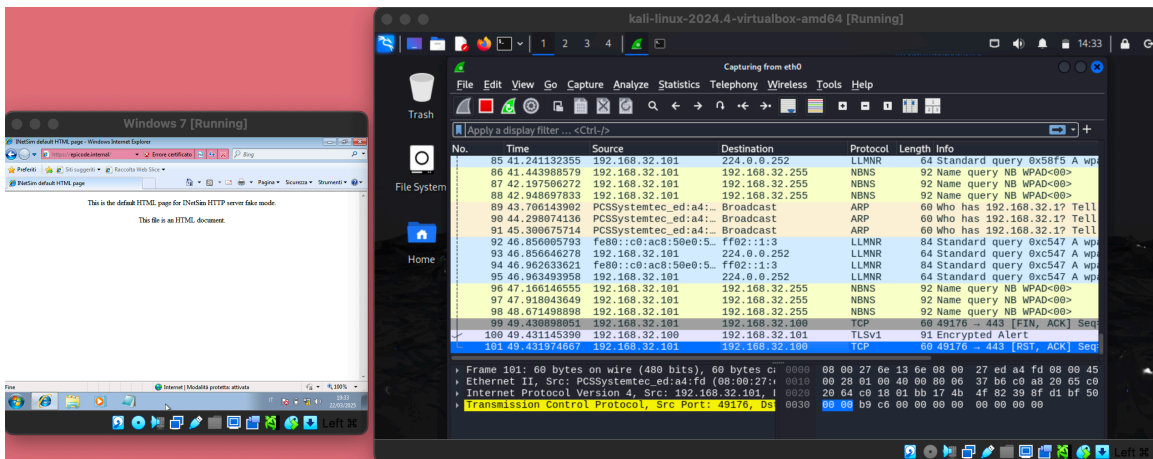 kali-linux-2024.4-virtualbox-amd64 [Running]
1 2 3 4
14:33
Capturing from eth0
File Edit View Go Capture Analyze Statistics Telephony Wireless Tools Help
Trash
File System
Home
Apply a display filter … <Ctrl-/>
No. Time Source Destination Protocol Length Info
85 41.241132355 192.168.32.101 224.0.0.252 LLMNR 64 Standard query 0x58f5 A wpa
86 41.443988579 192.168.32.101 192.168.32.255 NBNS 92 Name query NB WPAD<00>
87 42.197506272 192.168.32.101 192.168.32.255 NBNS 92 Name query NB WPAD<00>
88 42.948697833 192.168.32.101 192.168.32.255 NBNS 92 Name query NB WPAD<00>
89 43.706143902 PCSSystemtec_ed:a4:… Broadcast ARP 60 Who has 192.168.32.1? Tell
90 44.298074136 PCSSystemtec_ed:a4:… Broadcast ARP 60 Who has 192.168.32.1? Tell
91 45.300675714 PCSSystemtec_ed:a4:… Broadcast ARP 60 Who has 192.168.32.1? Tell
92 46.856005793 fe80::c0:ac8:50e0:5… ff02::1:3 LLMNR 84 Standard query 0xc547 A wpa
93 46.856646278 192.168.32.101 224.0.0.252 LLMNR 64 Standard query 0xc547 A wpa
94 46.962633621 fe80::c0:ac8:50e0:5… ff02::1:3 LLMNR 84 Standard query 0xc547 A wpa
95 46.963493958 192.168.32.101 224.0.0.252 LLMNR 64 Standard query 0xc547 A wpa
96 47.166146555 192.168.32.101 192.168.32.255 NBNS 92 Name query NB WPAD<00>
97 47.918043649 192.168.32.101 192.168.32.255 NBNS 92 Name query NB WPAD<00>
98 48.671498898 192.168.32.101 192.168.32.255 NBNS 92 Name query NB WPAD<00>
99 49.430898051 192.168.32.101 192.168.32.100 TCP 60 49176 → 443 [FIN, ACK] Seq=
100 49.431145390 192.168.32.100 192.168.32.101 TLSv1 91 Encrypted Alert
101 49.431974667 192.168.32.101 192.168.32.100 TCP 60 49176 → 443 [RST, ACK] Seq=
Frame 101: 60 bytes on wire (480 bits), 60 bytes ca
Ethernet II, Src: PCSSystemtec_ed:a4:fd (08:00:27:
Internet Protocol Version 4, Src: 192.168.32.101,
Transmission Control Protocol, Src Port: 49176, Ds
0000 08 00 27 6e 13 6e 08 00 27 ed a4 fd 08 00 45
0010 00 28 01 00 40 00 80 06 37 b6 c0 a8 20 65 c0
0020 20 64 c0 18 01 bb 17 4b 4f 82 39 8f d1 bf 50
0030 00 00 b9 c6 00 00 00 00 00 00 00 00
Left ⌘
Windows 7 [Running]
INetSim default HTML page - Windows Internet Explorer
epicode.internal Errore certificato Bing
Preferiti Siti suggeriti Raccolta Web Slice
INetSim default HTML page Pagina Sicurezza Strumenti
This is the default HTML page for INetSim HTTP server fake mode.
This file is an HTML document.
Fine Internet | Modalità protetta: attivata 100%
IT 19:33
22/03/2025
Left ⌘